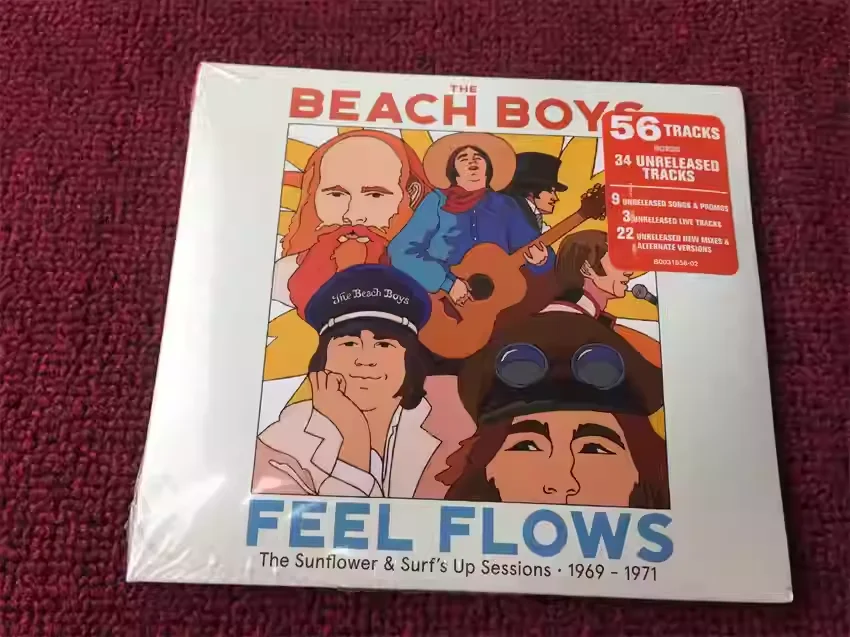 THE
BEACH BOYS
56 TRACKS
34 UNRELEASED
TRACKS
9 UNRELEASED SONGS & PROMOS
3 UNRELEASED LIVE TRACKS
22 UNRELEASED NEW MIXES &
ALTERNATE VERSIONS
The Beach Boys
FEEL FLOWS
The Sunflower & Surf's Up Sessions · 1969 – 1971